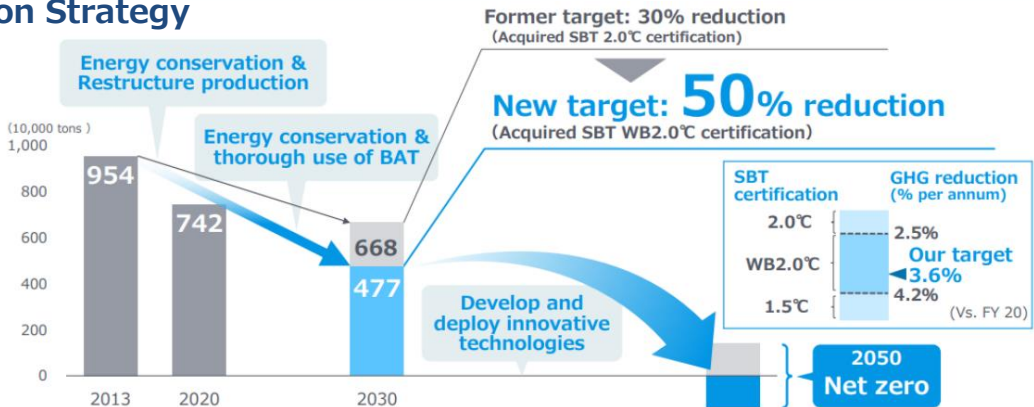 on Strategy
Former target: 30% reduction
(Acquired SBT 2.0℃ certification)
Energy conservation &
Restructure production
New target: 50% reduction
(Acquired SBT WB2.0℃ certification)
Energy conservation &
thorough use of BAT
(10,000 tons )
1,000
800
600
400
200
0
954
742
668
477
2013
2020
2030
Develop and
deploy innovative
technologies
SBT
certification
GHG reduction
(% per annum)
2.0℃
2.5%
WB2.0℃
Our target
3.6%
4.2%
1.5℃
(Vs. FY 20)
2050
Net zero